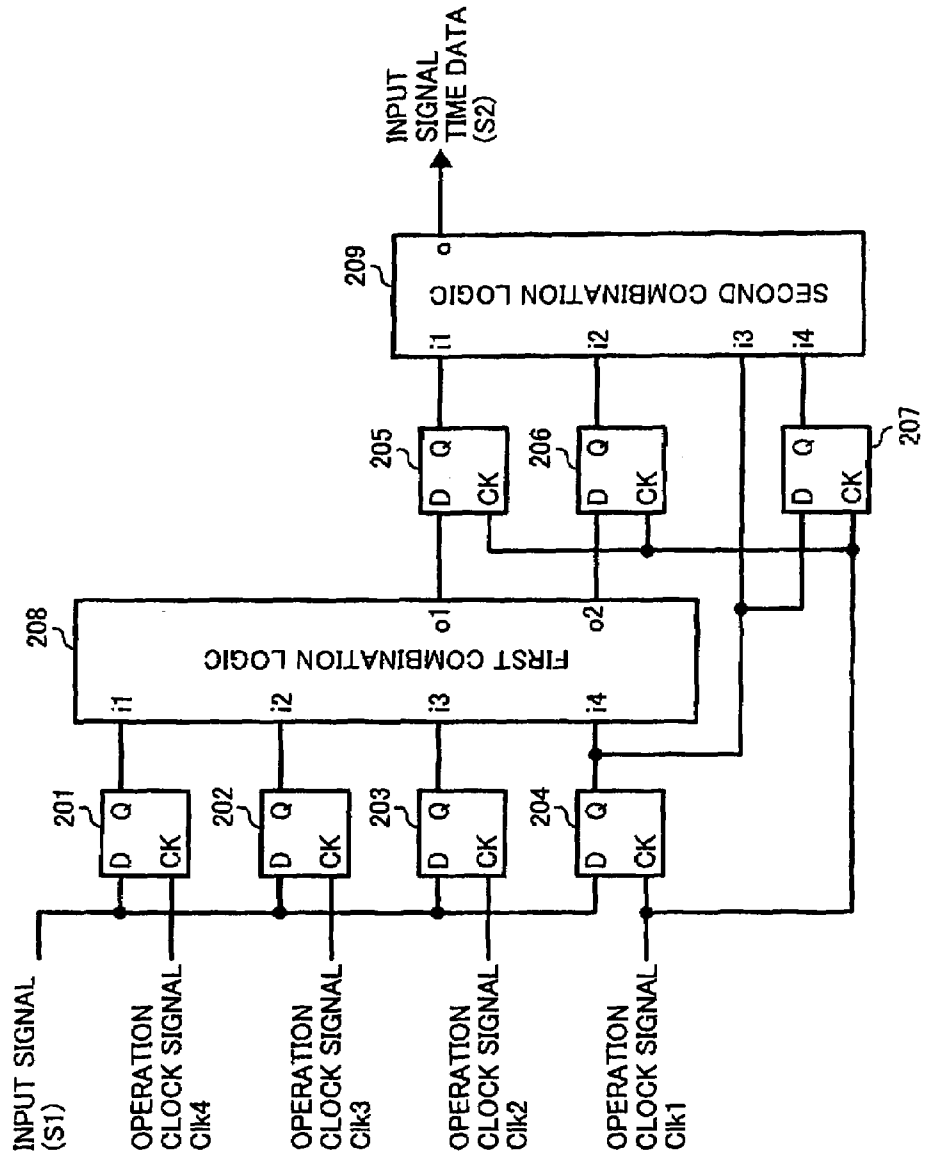 INPUT SIGNAL
(S1)
OPERATION
CLOCK SIGNAL
Clk4
OPERATION
CLOCK SIGNAL
Clk3
OPERATION
CLOCK SIGNAL
Clk2
OPERATION
CLOCK SIGNAL
Clk1
201
D Q
CK
202
D Q
CK
203
D Q
CK
204
D Q
CK
208
FIRST COMBINATION LOGIC
i1
i2
i3
i4
o1
o2
205
D Q
CK
206
D Q
CK
207
D Q
CK
209
SECOND COMBINATION LOGIC
i1
i2
i3
i4
o
INPUT
SIGNAL
TIME DATA
(S2)